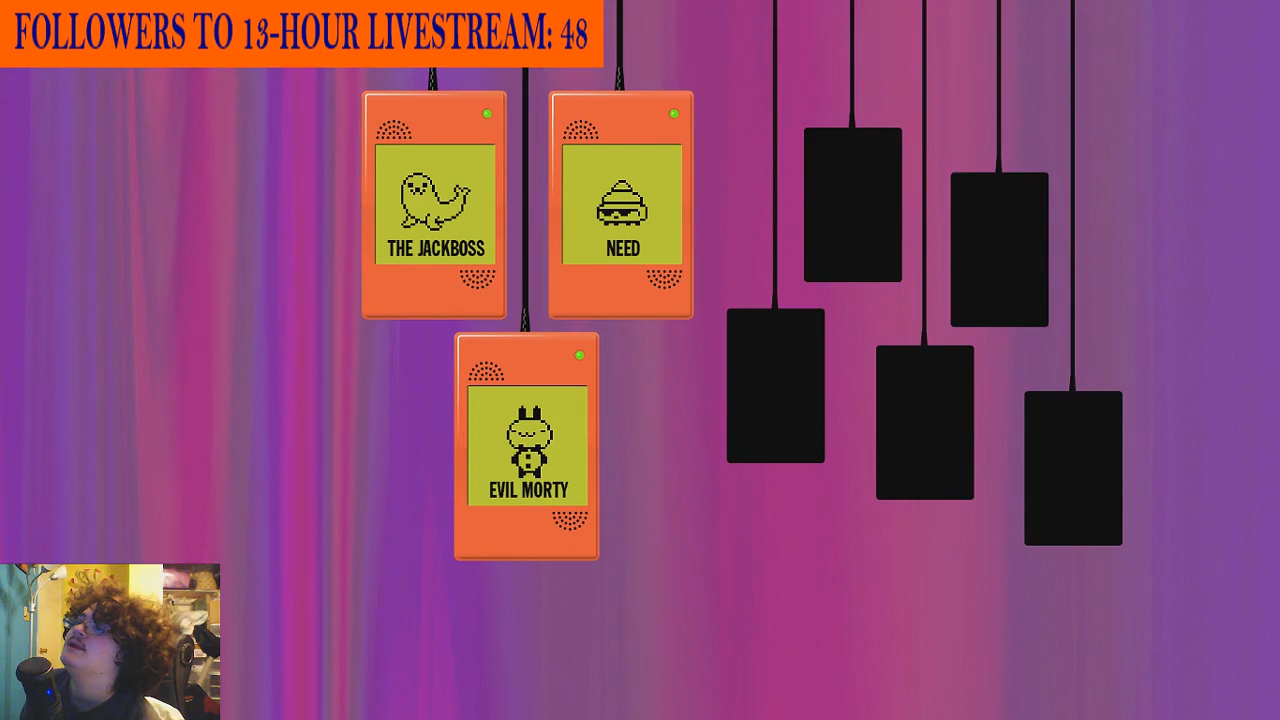 FOLLOWERS TO 13-HOUR LIVESTREAM: 48
THE JACKBOSS
NEED
EVIL MORTY